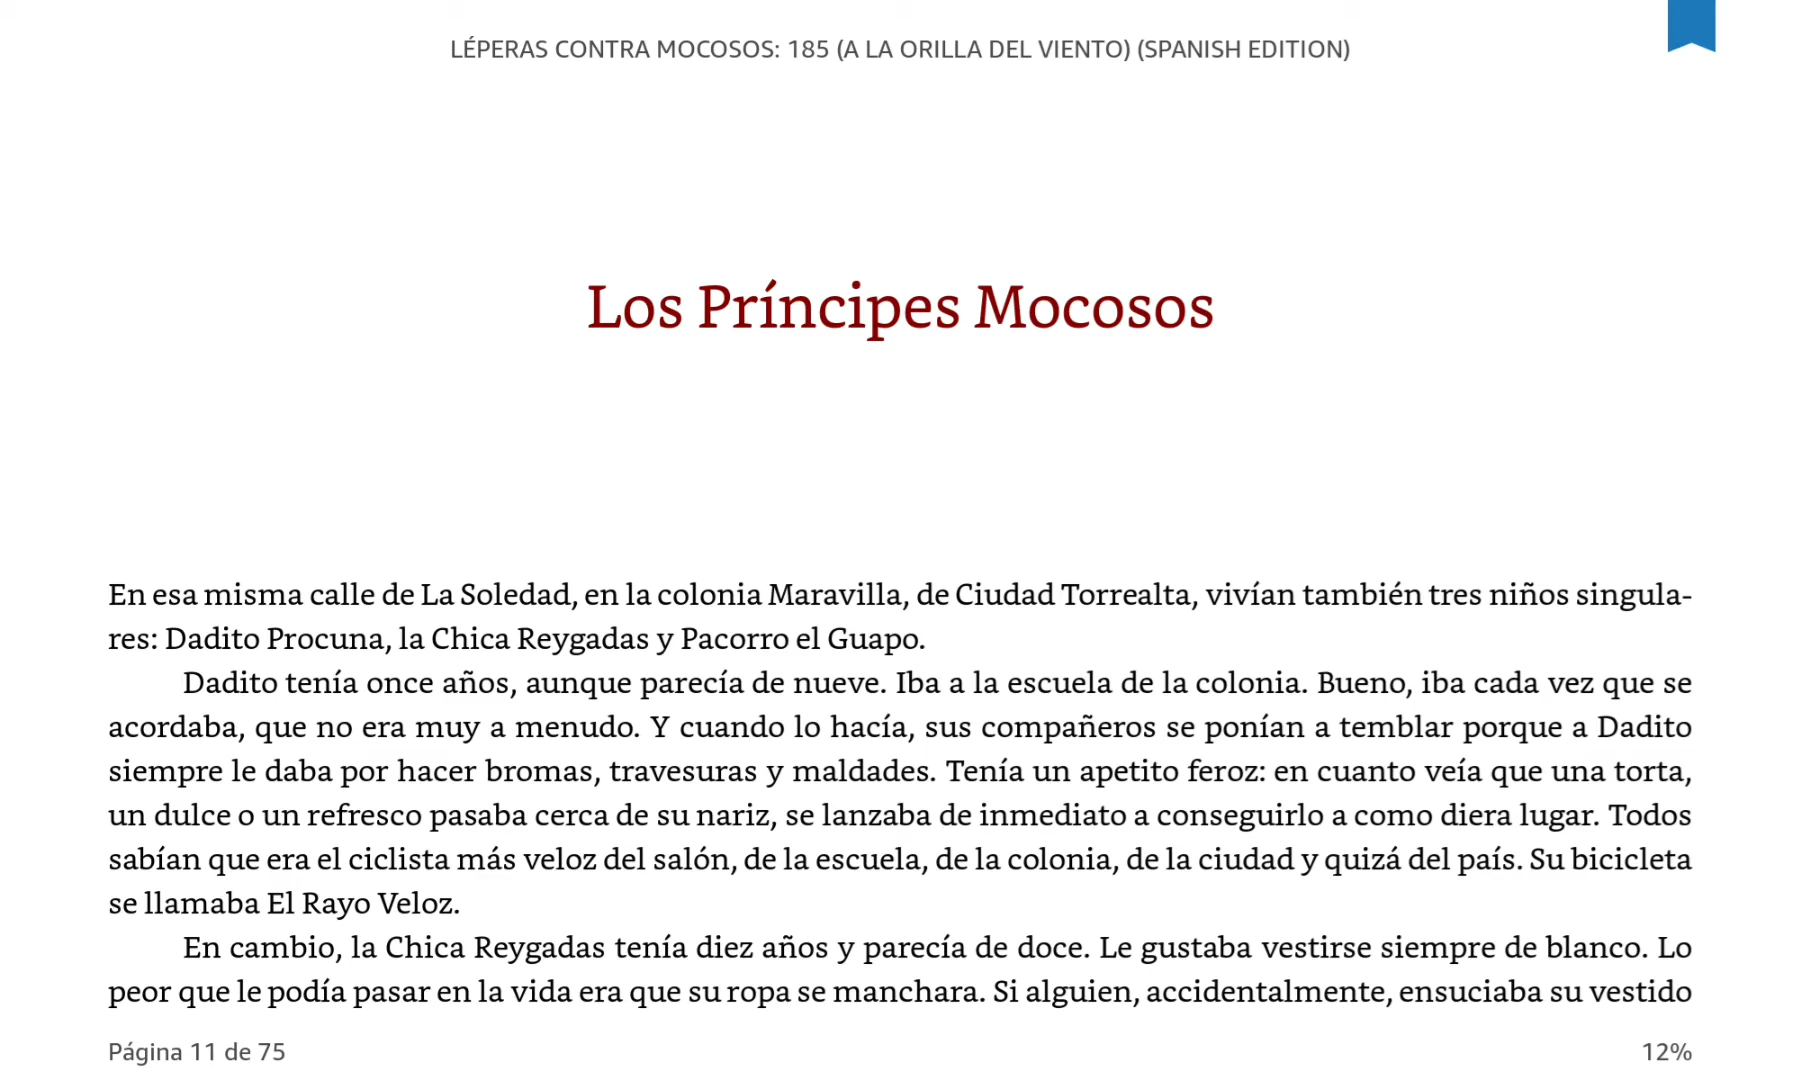 LÉPERAS CONTRA MOCOSOS: 185 (A LA ORILLA DEL VIENTO) (SPANISH EDITION)
Los Príncipes Mocosos
En esa misma calle de La Soledad, en la colonia Maravilla, de Ciudad Torrealta, vivían también tres niños singula-
res: Dadito Procuna, la Chica Reygadas y Pacorro el Guapo.
Dadito tenía once años, aunque parecía de nueve. Iba a la escuela de la colonia. Bueno, iba cada vez que se
acordaba, que no era muy a menudo. Y cuando lo hacía, sus compañeros se ponían a temblar porque a Dadito
siempre le daba por hacer bromas, travesuras y maldades. Tenía un apetito feroz: en cuanto veía que una torta,
un dulce o un refresco pasaba cerca de su nariz, se lanzaba de inmediato a conseguirlo a como diera lugar. Todos
sabían que era el ciclista más veloz del salón, de la escuela, de la colonia, de la ciudad y quizá del país. Su bicicleta
se llamaba El Rayo Veloz.
En cambio, la Chica Reygadas tenía diez años y parecía de doce. Le gustaba vestirse siempre de blanco. Lo
peor que le podía pasar en la vida era que su ropa se manchara. Si alguien, accidentalmente, ensuciaba su vestido
Página 11 de 75
12%